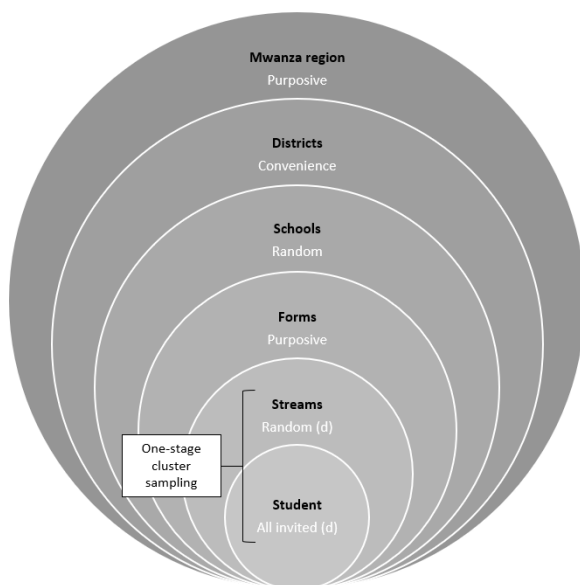 Mwanza region
Purposive
Districts
Convenience
Schools
Random
Forms
Purposive
Streams
Random (d)
One-stage
cluster
sampling
Student
All invited (d)